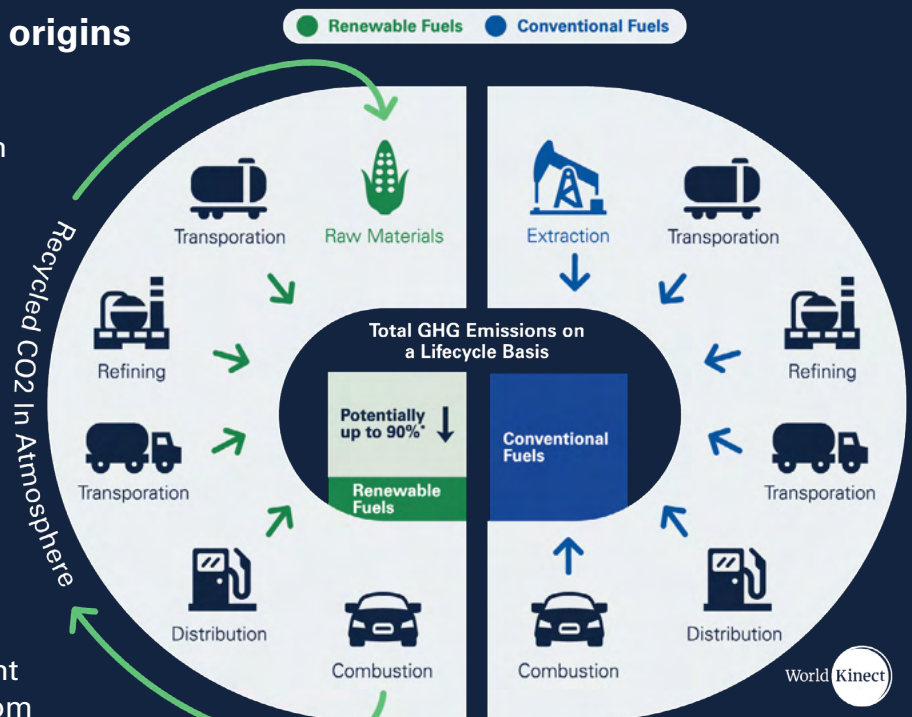 origins
Renewable Fuels
Conventional Fuels
Transporation
Raw Materials
Extraction
Transporation
Recycled CO2 In Atmosphere
Refining
Total GHG Emissions on
a Lifecycle Basis
Refining
Potentially
up to 90%*
Conventional
Fuels
Transporation
Renewable
Fuels
Transporation
Distribution
Combustion
Combustion
Distribution
World Kinect